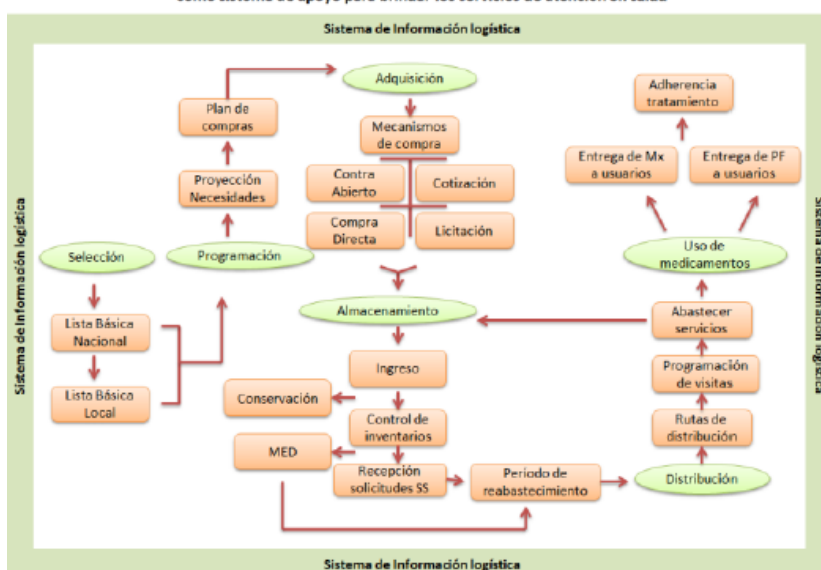 Sistema de Información logística
Adquisición
Plan de
compras
Mecanismos
de compra
Contra
Abierto
Cotización
Compra
Directa
Licitación
Proyección
Necesidades
Programación
Selección
Lista Básica
Nacional
Lista Básica
Local
Adherencia
tratamiento
Entrega de Mx
a usuarios
Entrega de PF
a usuarios
Uso de
medicamentos
Almacenamiento
Abastecer
servicios
Ingreso
Programación
de visitas
Conservación
Control de
inventarios
Rutas de
distribución
MED
Recepción
solicitudes SS
Periodo de
reabastecimiento
Distribución
Sistema de Información logística
Sistema de Información logística
Sistema de Información logística